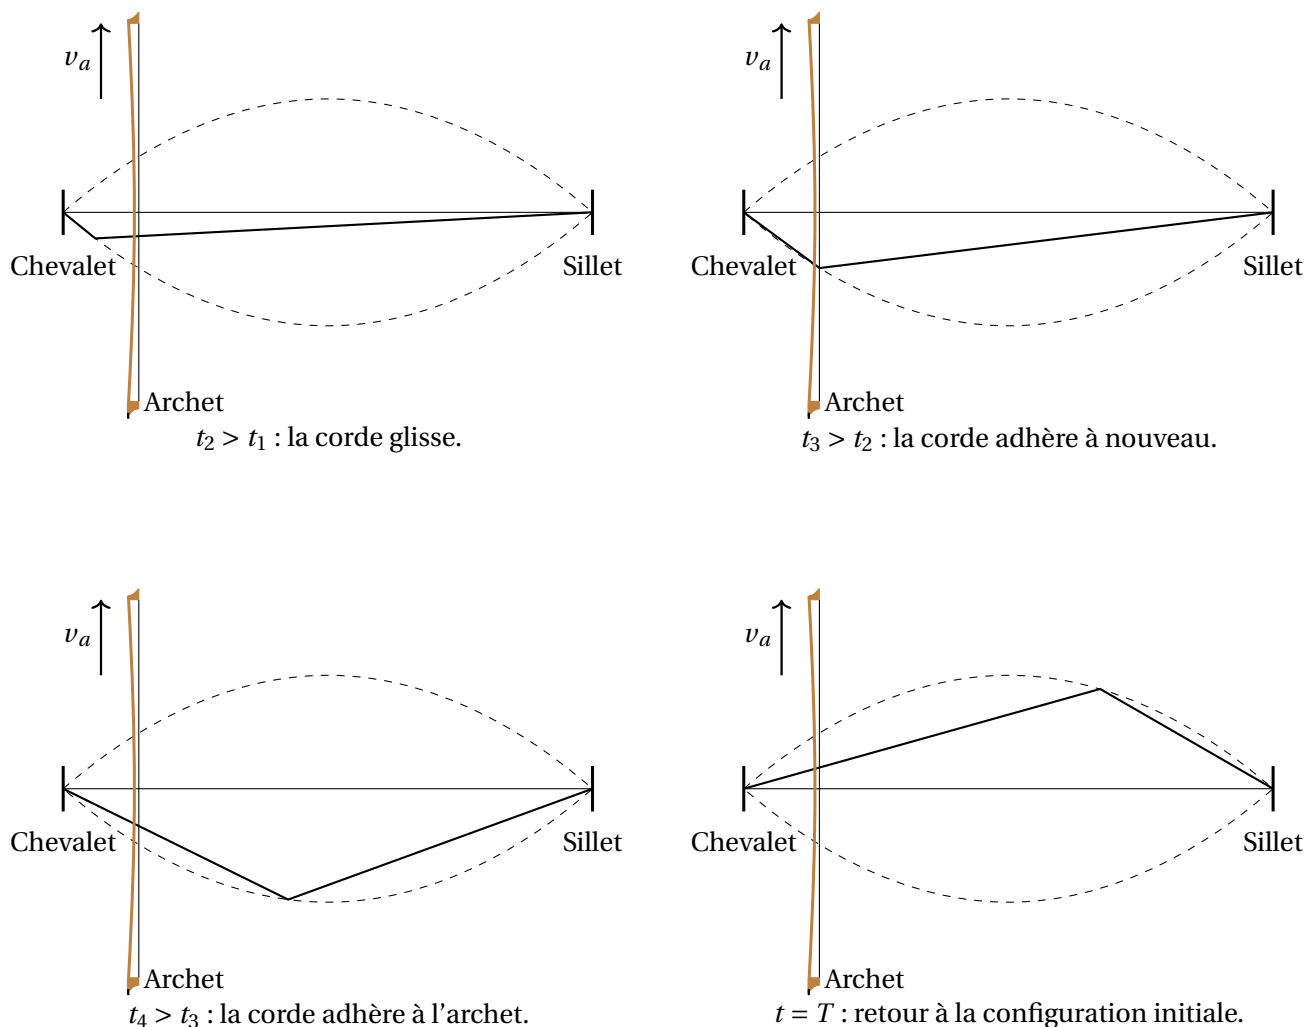 v_a
v_a
Chevalet Sillet
Chevalet Sillet
Archet
Archet
t₂ > t₁ : la corde glisse.
t₃ > t₂ : la corde adhère à nouveau.
v_a
v_a
Chevalet Sillet
Chevalet Sillet
Archet
Archet
t₄ > t₃ : la corde adhère à l'archet.
t = T : retour à la configuration initiale.